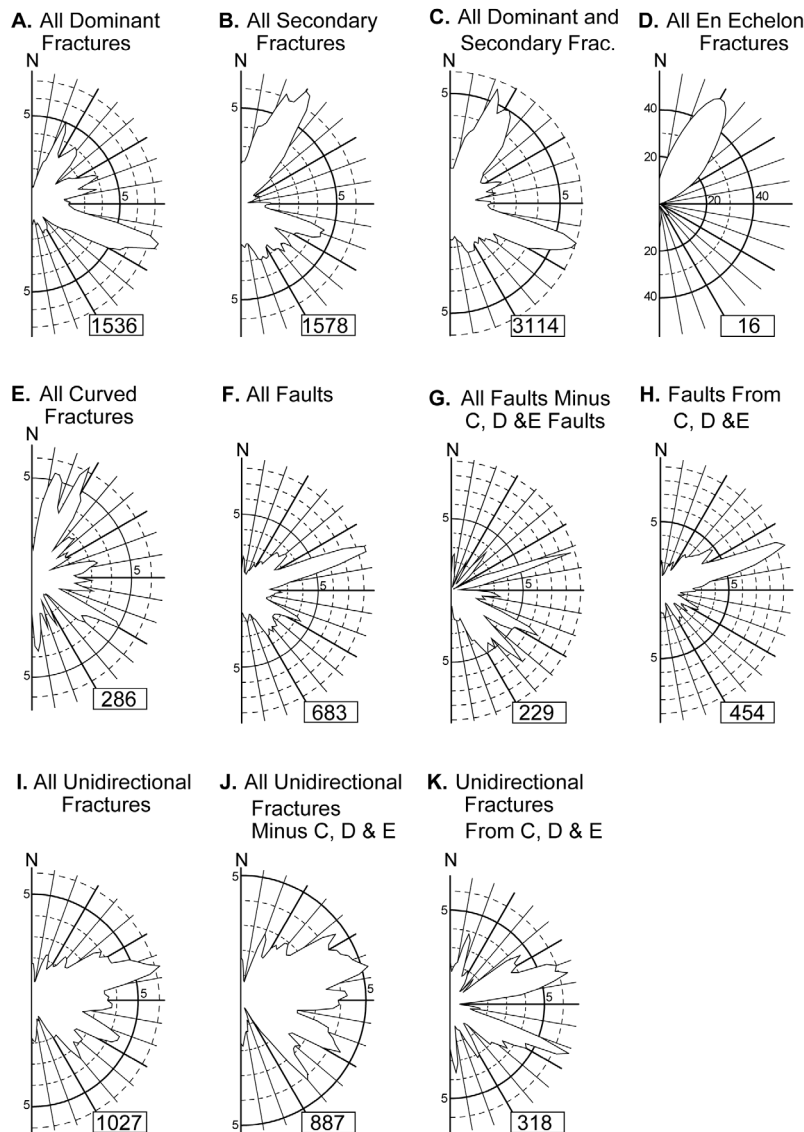 A. All Dominant
Fractures
N
5
5
5
1536
B. All Secondary
Fractures
N
5
5
5
1578
C. All Dominant and
Secondary Frac.
N
5
5
5
3114
D. All En Echelon
Fractures
N
40
20
20
40
20
40
16
E. All Curved
Fractures
N
5
5
5
286
F. All Faults
N
5
5
5
683
G. All Faults Minus
C, D &E Faults
N
5
5
5
229
H. Faults From
C, D &E
N
5
5
5
454
I. All Unidirectional
Fractures
N
5
5
5
1027
J. All Unidirectional
Fractures
Minus C, D & E
N
5
5
5
887
K. Unidirectional
Fractures
From C, D & E
N
5
5
5
318